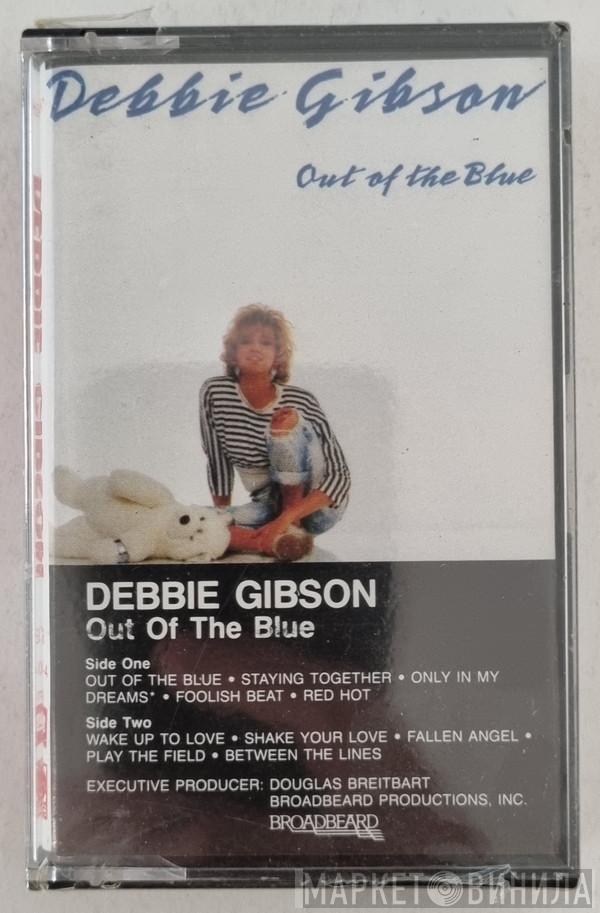 Debbie Gibson
Out of the Blue
DEBBIE GIBSON
DEBBIE GIBSON
Out Of The Blue
Side One
OUT OF THE BLUE • STAYING TOGETHER • ONLY IN MY
DREAMS* • FOOLISH BEAT • RED HOT
Side Two
WAKE UP TO LOVE • SHAKE YOUR LOVE • FALLEN ANGEL •
PLAY THE FIELD • BETWEEN THE LINES
EXECUTIVE PRODUCER: DOUGLAS BREITBART
BROADBEARD PRODUCTIONS, INC.
BROADBEARD
МАРКЕТ ВИНИЛА